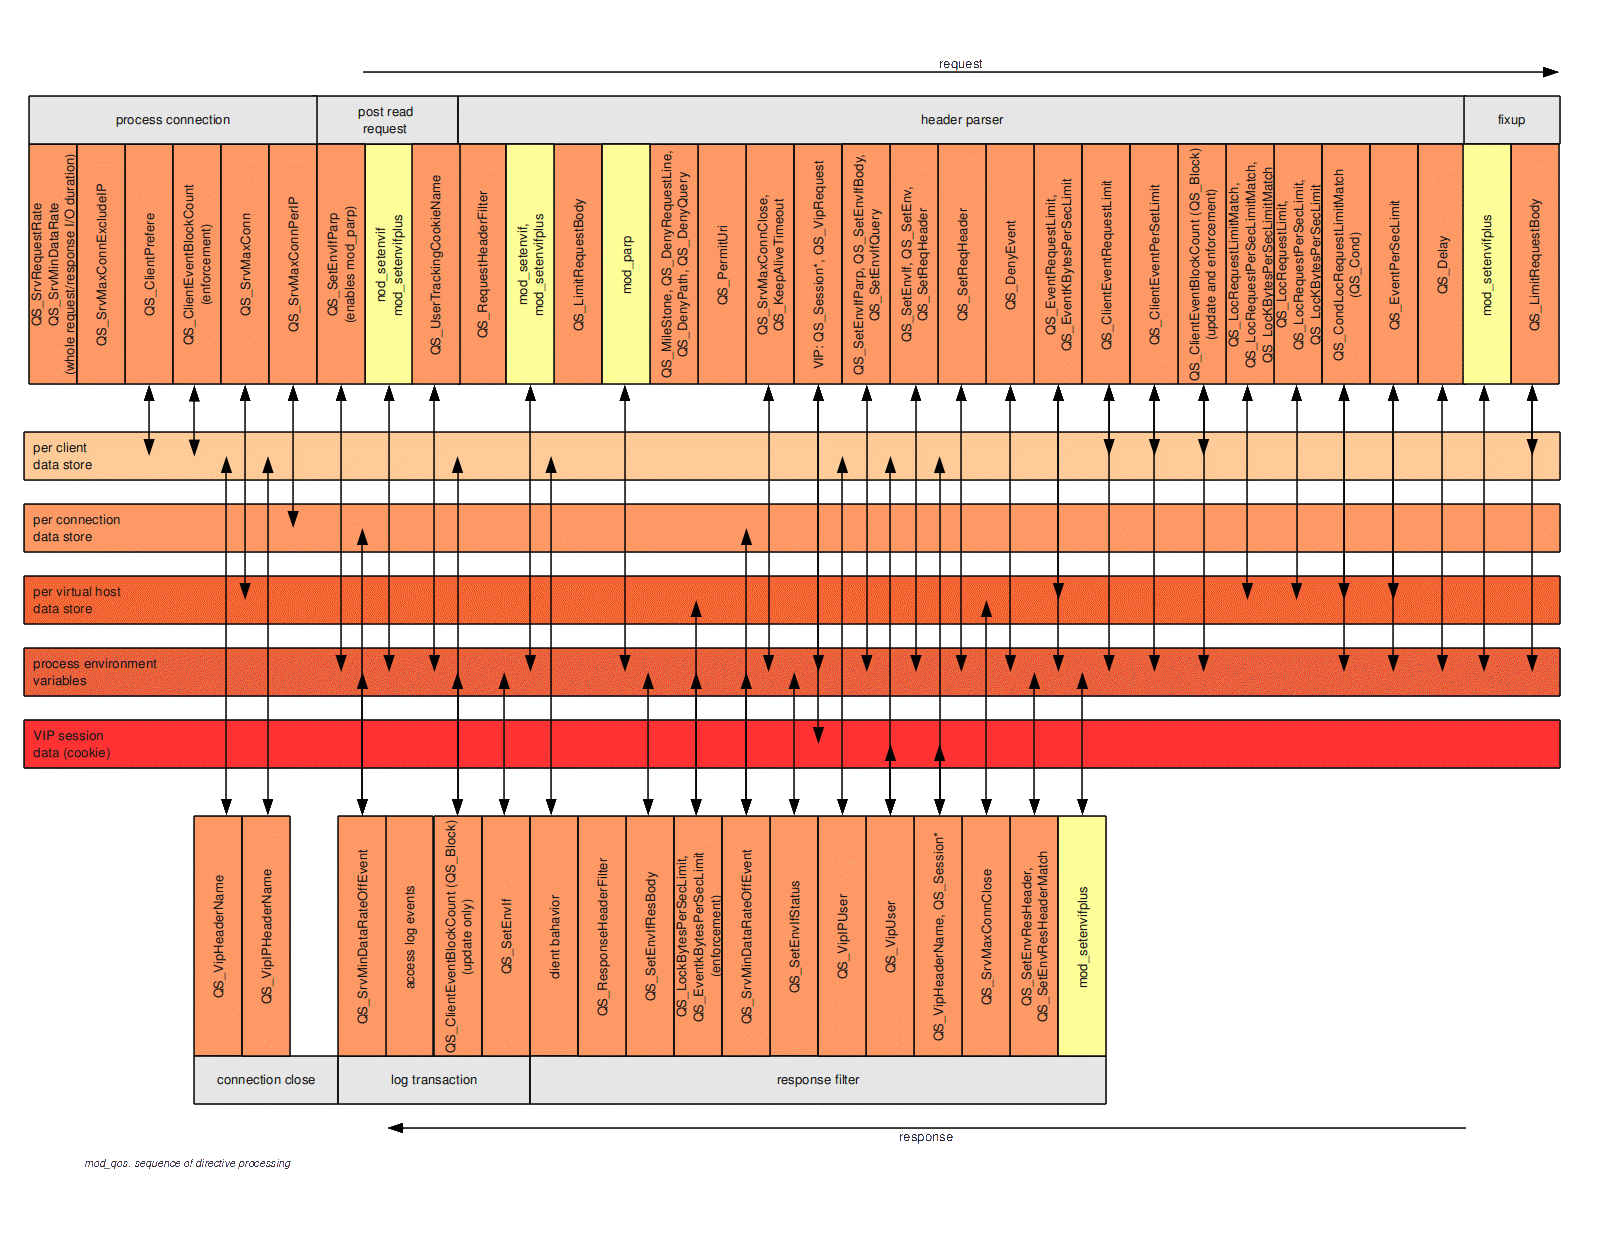 request
process connection
post read
request
header parser
fixup
QS_SrvRequestRate
QS_SrvMinDataRate
(whole request/response I/O duration)
QS_SrvMaxConnExcludeIP
QS_ClientPrefere
QS_ClientEventBlockCount
(enforcement)
QS_SrvMaxConn
QS_SrvMaxConnPerIP
QS_SetEnvIfParp
(enables mod_parp)
nod_setenvif
mod_setenvifplus
QS_UserTrackingCookieName
QS_RequestHeaderFilter
mod_setenvif,
mod_setenvifplus
QS_LimitRequestBody
mod_parp
QS_MileStone, QS_DenyRequestLine,
QS_DenyPath, QS_DenyQuery
QS_PermitUri
QS_SrvMaxConnClose,
QS_KeepAliveTimeout
VIP: QS_Session*, QS_VipRequest
QS_SetEnvIfParp, QS_SetEnvIfBody,
QS_SetEnvIfQuery
QS_SetEnvIf, QS_SetEnv,
QS_SetReqHeader
QS_SetReqHeader
QS_DenyEvent
QS_EventRequestLimit,
QS_EventKBytesPerSecLimit
QS_ClientEventRequestLimit
QS_ClientEventPerSetLimit
QS_ClientEventBlockCount (QS_Block)
(update and enforcement)
QS_LocRequestLimitMatch,
QS_LocRequestPerSecLimitMatch,
QS_LocKBytesPerSecLimitMatch
QS_LocRequestLimit,
QS_LocRequestPerSecLimit,
QS_LocKBytesPerSecLimit
QS_CondLocRequestLimitMatch
(QS_Cond)
QS_EventPerSecLimit
QS_Delay
mod_setenvifplus
QS_LimitRequestBody
per client
data store
per connection
data store
per virtual host
data store
process environment
variables
VIP session
data (cookie)
QS_VipHeaderName
QS_VipIPHeaderName
QS_SrvMinDataRateOffEvent
access log events
QS_ClientEventBlockCount (QS_Block)
(update only)
QS_SetEnvIf
dient bahavior
QS_ResponseHeaderFilter
QS_SetEnvIfResBody
QS_LockBytesPerSecLimit,
QS_EventkBytesPerSecLimit
(enforcement)
QS_SrvMinDataRateOffEvent
QS_SetEnvIfStatus
QS_VipIPUser
QS_VipUser
QS_VipHeaderName, QS_Session*
QS_SrvMaxConnClose
QS_SetEnvResHeader,
QS_SetEnvResHeaderMatch
mod_setenvifplus
connection close
log transaction
response filter
response
mod_qos. sequence of directive processing